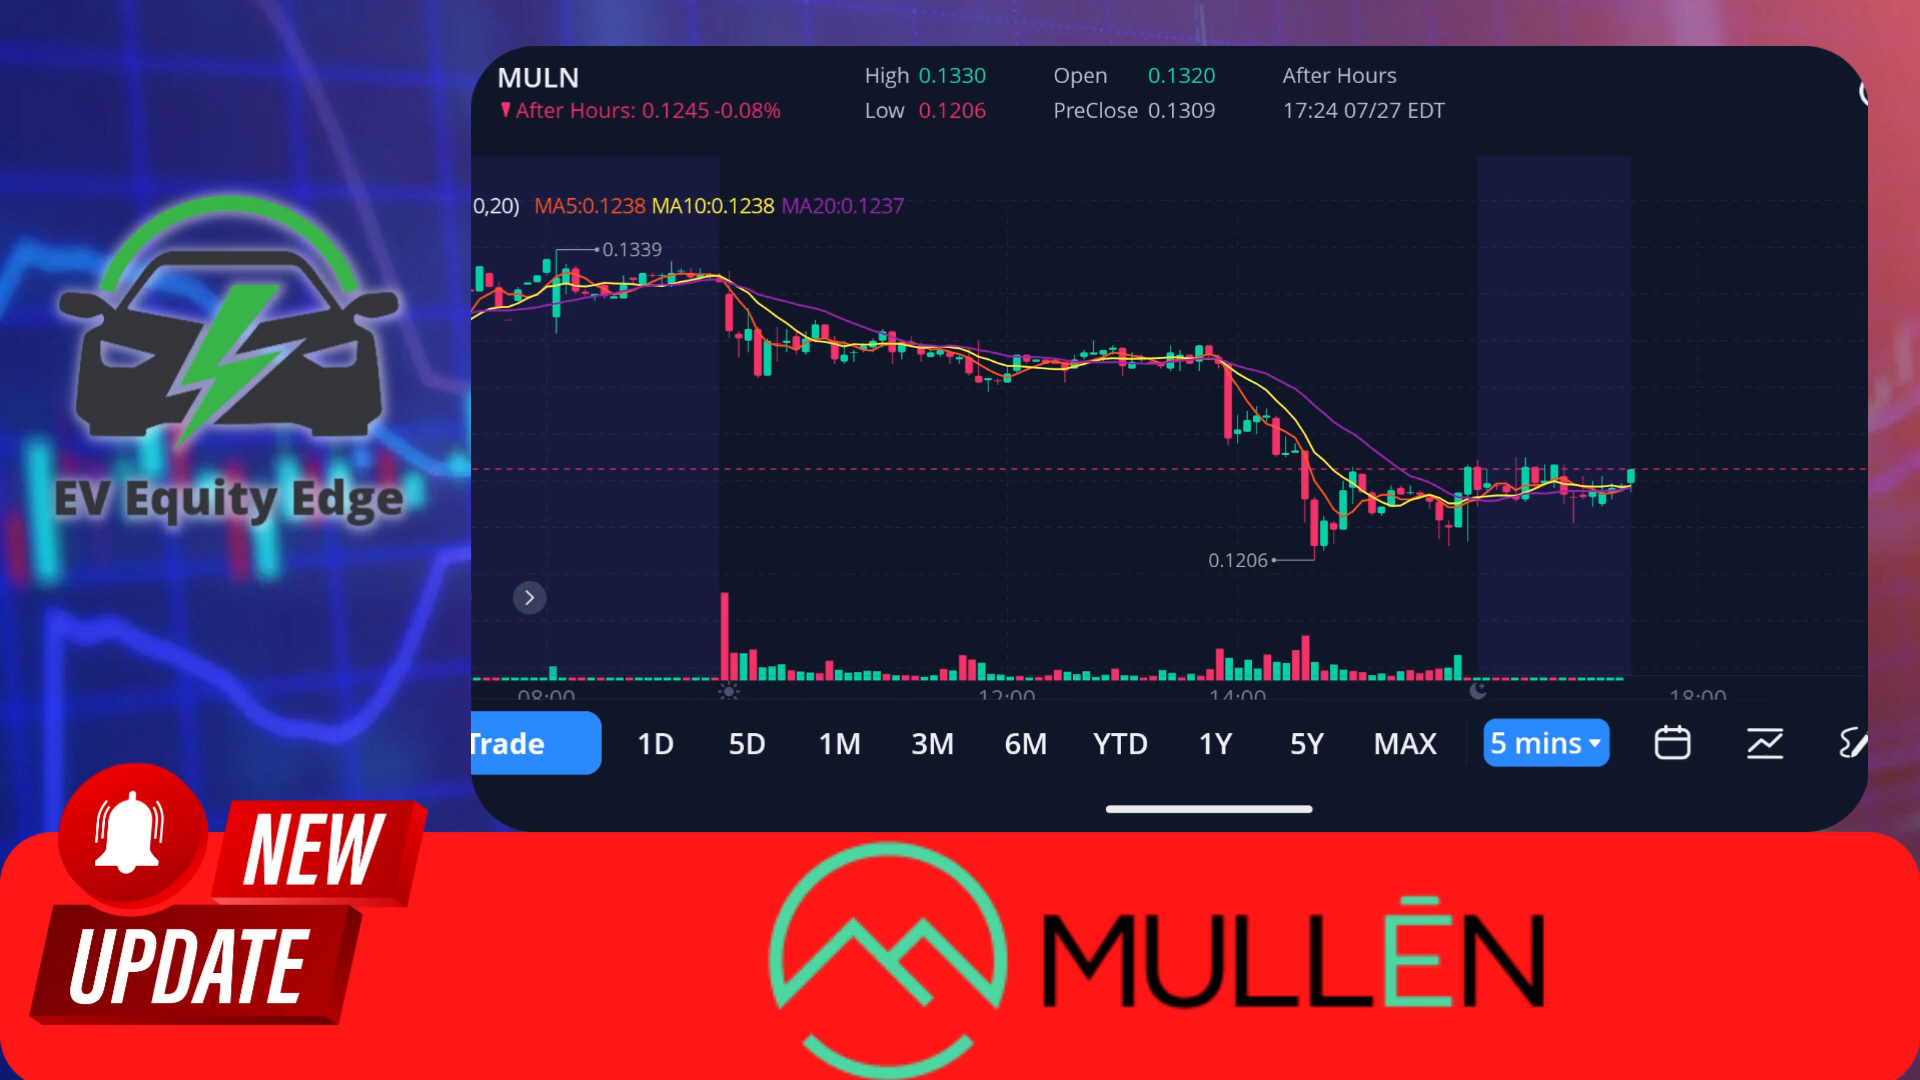 MULN
After Hours: 0.1245 -0.08%
High 0.1330
Low 0.1206
Open 0.1320
PreClose 0.1309
After Hours
17:24 07/27 EDT
0,20) MA5:0.1238 MA10:0.1238 MA20:0.1237
0.1339
0.1206
08:00 12:00 14:00 18:00
Trade 1D 5D 1M 3M 6M YTD 1Y 5Y MAX 5 mins
EV Equity Edge
NEW
UPDATE
MULLĒN